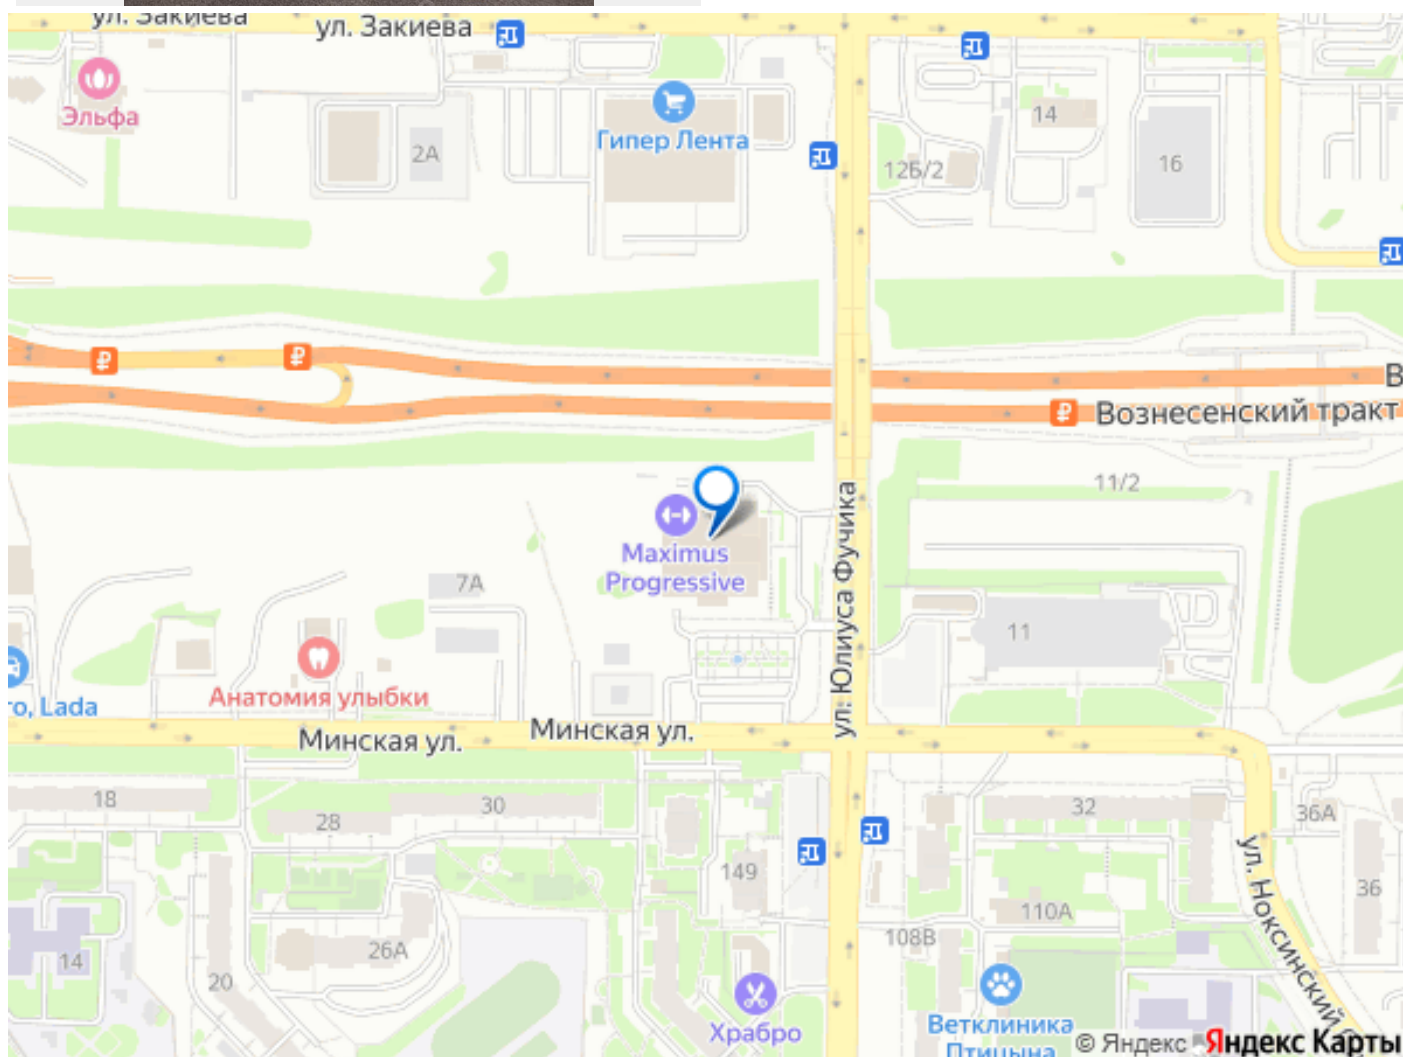 ул. Закиева
ул. Закиева
Эльфа
Гипер Лента
2А
14
12Б/2
16
В
Вознесенский тракт
11/2
ул. Юлиуса Фучика
Maximus
Progressive
7А
11
Анатомия улыбки
ro, Lada
Минская ул.
Минская ул.
18
28
30
32
36А
149
ул. Ноксинский
36
110А
108В
26А
14
20
Храбро
Ветклиника
Птицына
© Яндекс
Яндекс Карты